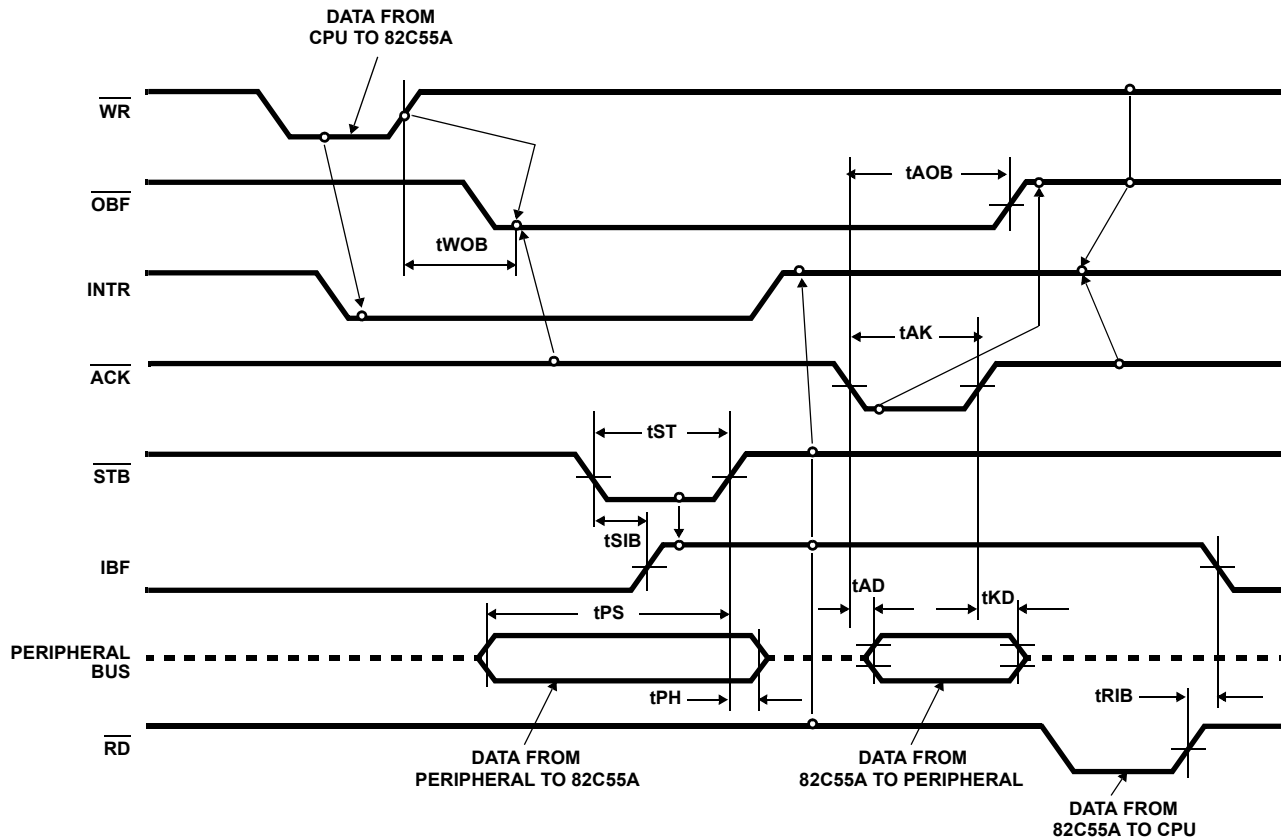 DATA FROM
CPU TO 82C55A
WR
OBF
tAOB
tWOB
INTR
tAK
ACK
tST
STB
tSIB
IBF
tAD
tKD
tPS
PERIPHERAL
BUS
tPH
tRIB
RD
DATA FROM
PERIPHERAL TO 82C55A
DATA FROM
82C55A TO PERIPHERAL
DATA FROM
82C55A TO CPU